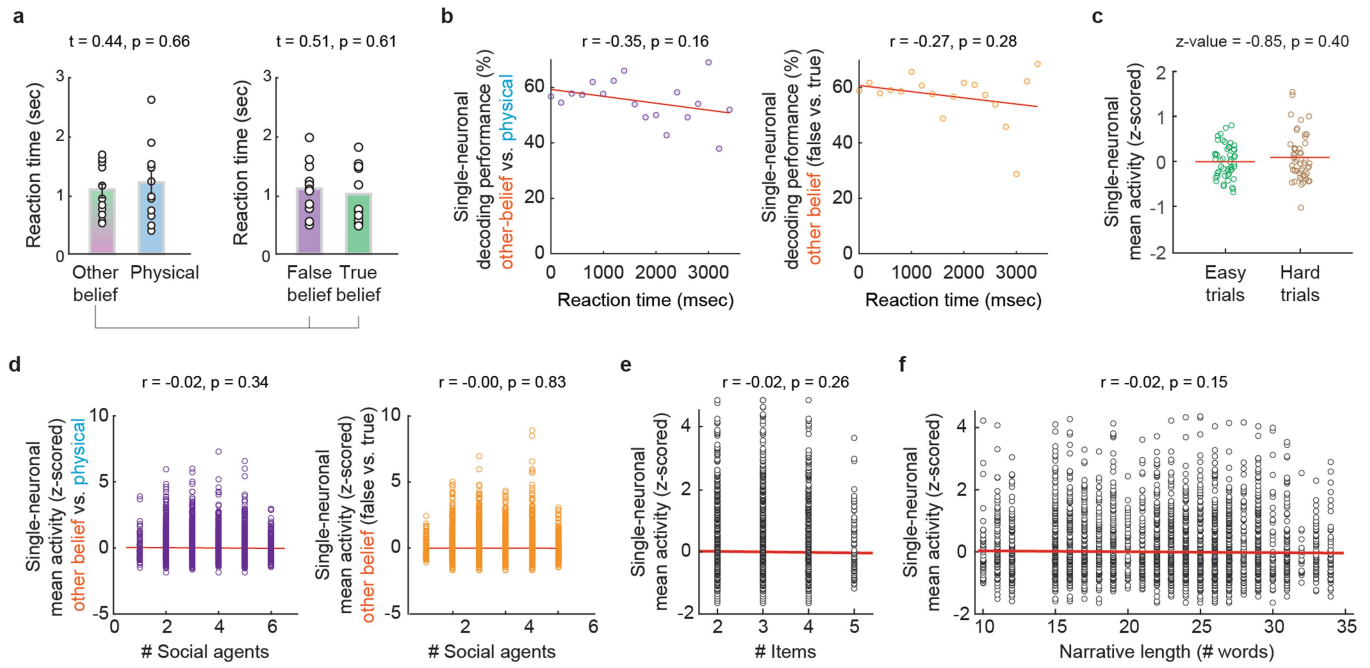 a
t = 0.44, p = 0.66
t = 0.51, p = 0.61
Reaction time (sec)
3
2
1
0
Other
belief
Physical
Reaction time (sec)
3
2
1
0
False
belief
True
belief
b
r = -0.35, p = 0.16
Single-neuronal
decoding performance (%)
other-belief vs. physical
60
40
20
0
0 1000 2000 3000
Reaction time (msec)
r = -0.27, p = 0.28
Single-neuronal
decoding performance (%)
other belief (false vs. true)
60
40
20
0
0 1000 2000 3000
Reaction time (msec)
c
z-value = -0.85, p = 0.40
Single-neuronal
mean activity (z-scored)
2
1
0
-1
-2
Easy
trials
Hard
trials
d
r = -0.02, p = 0.34
Single-neuronal
mean activity (z-scored)
other belief vs. physical
10
5
0
-5
0 2 4 6
# Social agents
r = -0.00, p = 0.83
Single-neuronal
mean activity (z-scored)
other belief (false vs. true)
10
5
0
-5
2 4 6
# Social agents
e
r = -0.02, p = 0.26
Single-neuronal
mean activity (z-scored)
4
2
0
-2
2 3 4 5
# Items
f
r = -0.02, p = 0.15
Single-neuronal
mean activity (z-scored)
4
2
0
-2
10 15 20 25 30 35
Narrative length (# words)